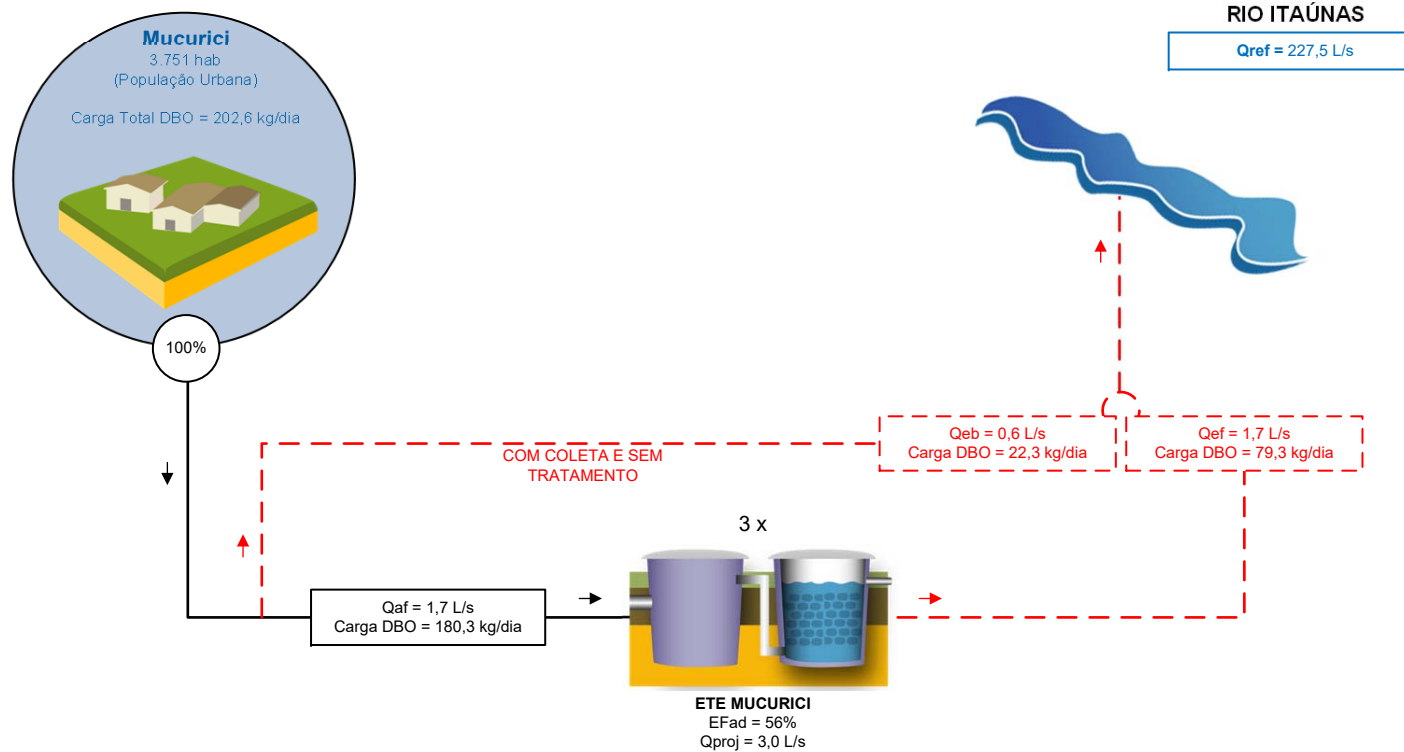 RIO ITAÚNAS
Qref = 227,5 L/s
Mucurici
3.751 hab
(População Urbana)
Carga Total DBO = 202,6 kg/dia
100%
COM COLETA E SEM
TRATAMENTO
Qeb = 0,6 L/s
Carga DBO = 22,3 kg/dia
Qef = 1,7 L/s
Carga DBO = 79,3 kg/dia
3 x
Qaf = 1,7 L/s
Carga DBO = 180,3 kg/dia
ETE MUCURICI
EFad = 56%
Qproj = 3,0 L/s